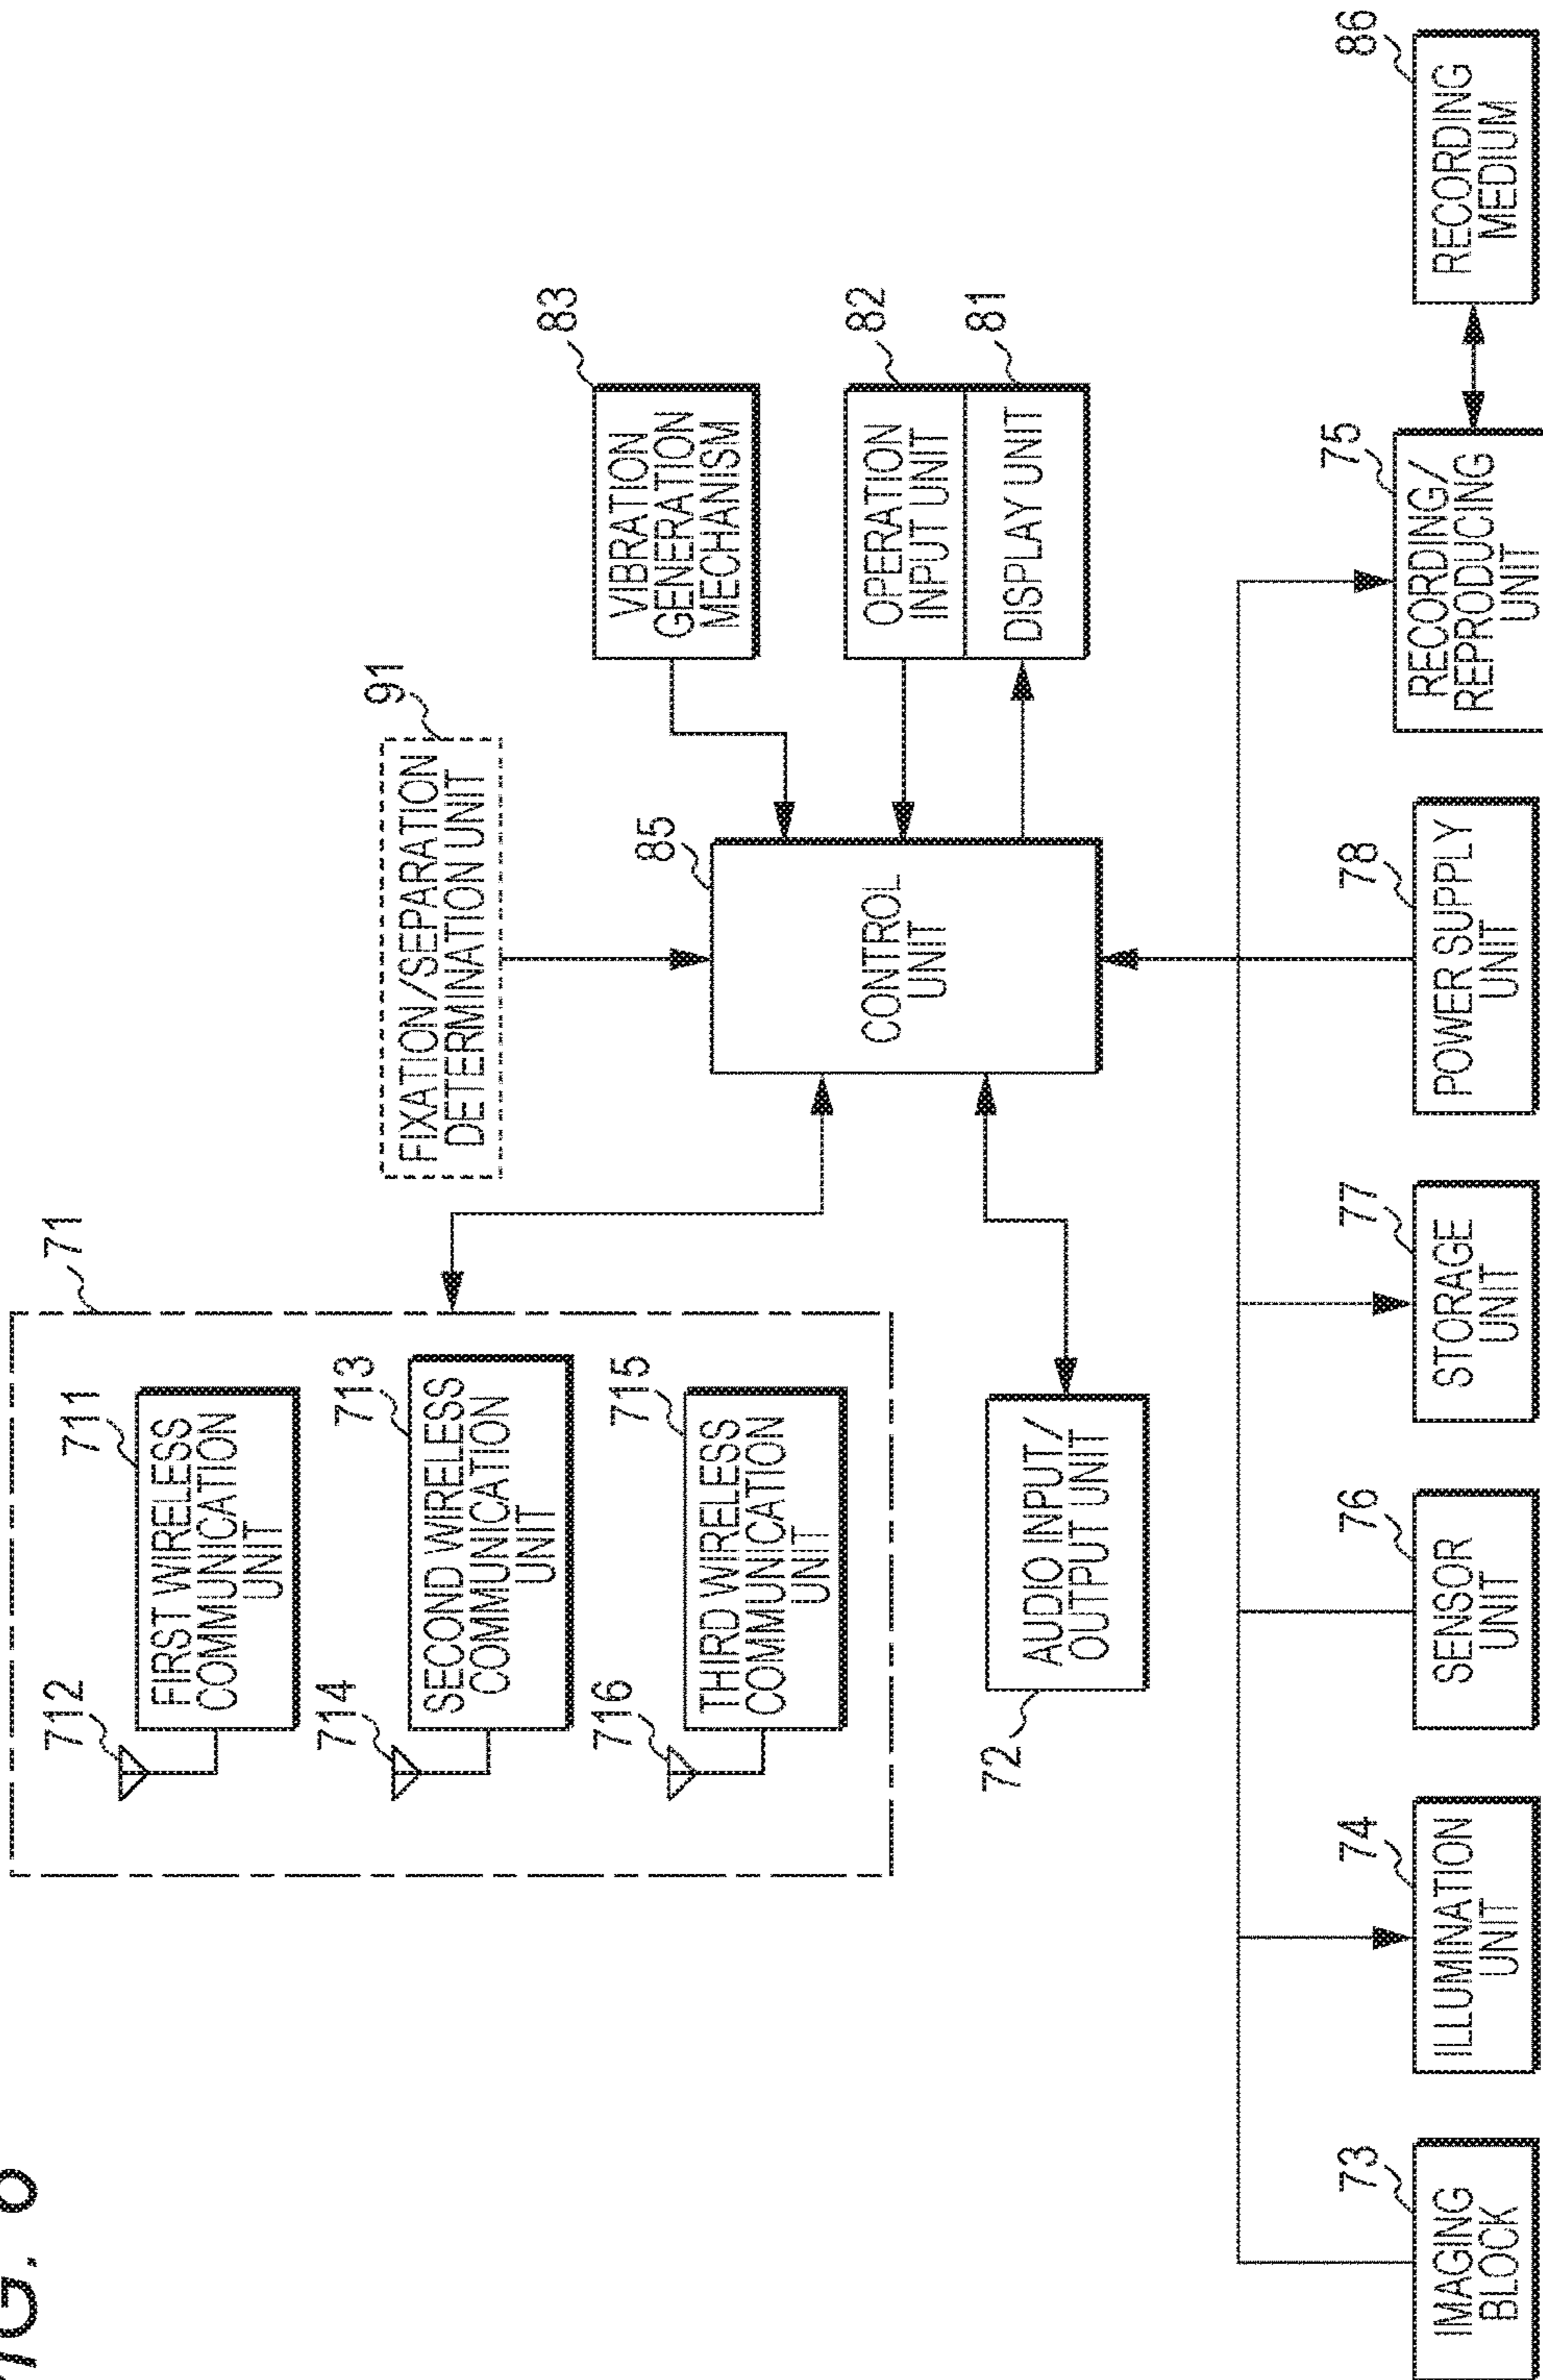 FIG. 8
71
712
711
FIRST WIRELESS
COMMUNICATION
UNIT
714
713
SECOND WIRELESS
COMMUNICATION
UNIT
716
715
THIRD WIRELESS
COMMUNICATION
UNIT
91
FIXATION/SEPARATION
DETERMINATION UNIT
83
VIBRATION
GENERATION
MECHANISM
85
CONTROL
UNIT
82
OPERATION
INPUT UNIT
81
DISPLAY UNIT
72
AUDIO INPUT/
OUTPUT UNIT
73
IMAGING
BLOCK
74
ILLUMINATION
UNIT
76
SENSOR
UNIT
77
STORAGE
UNIT
78
POWER SUPPLY
UNIT
75
RECORDING/
REPRODUCING
UNIT
86
RECORDING
MEDIUM